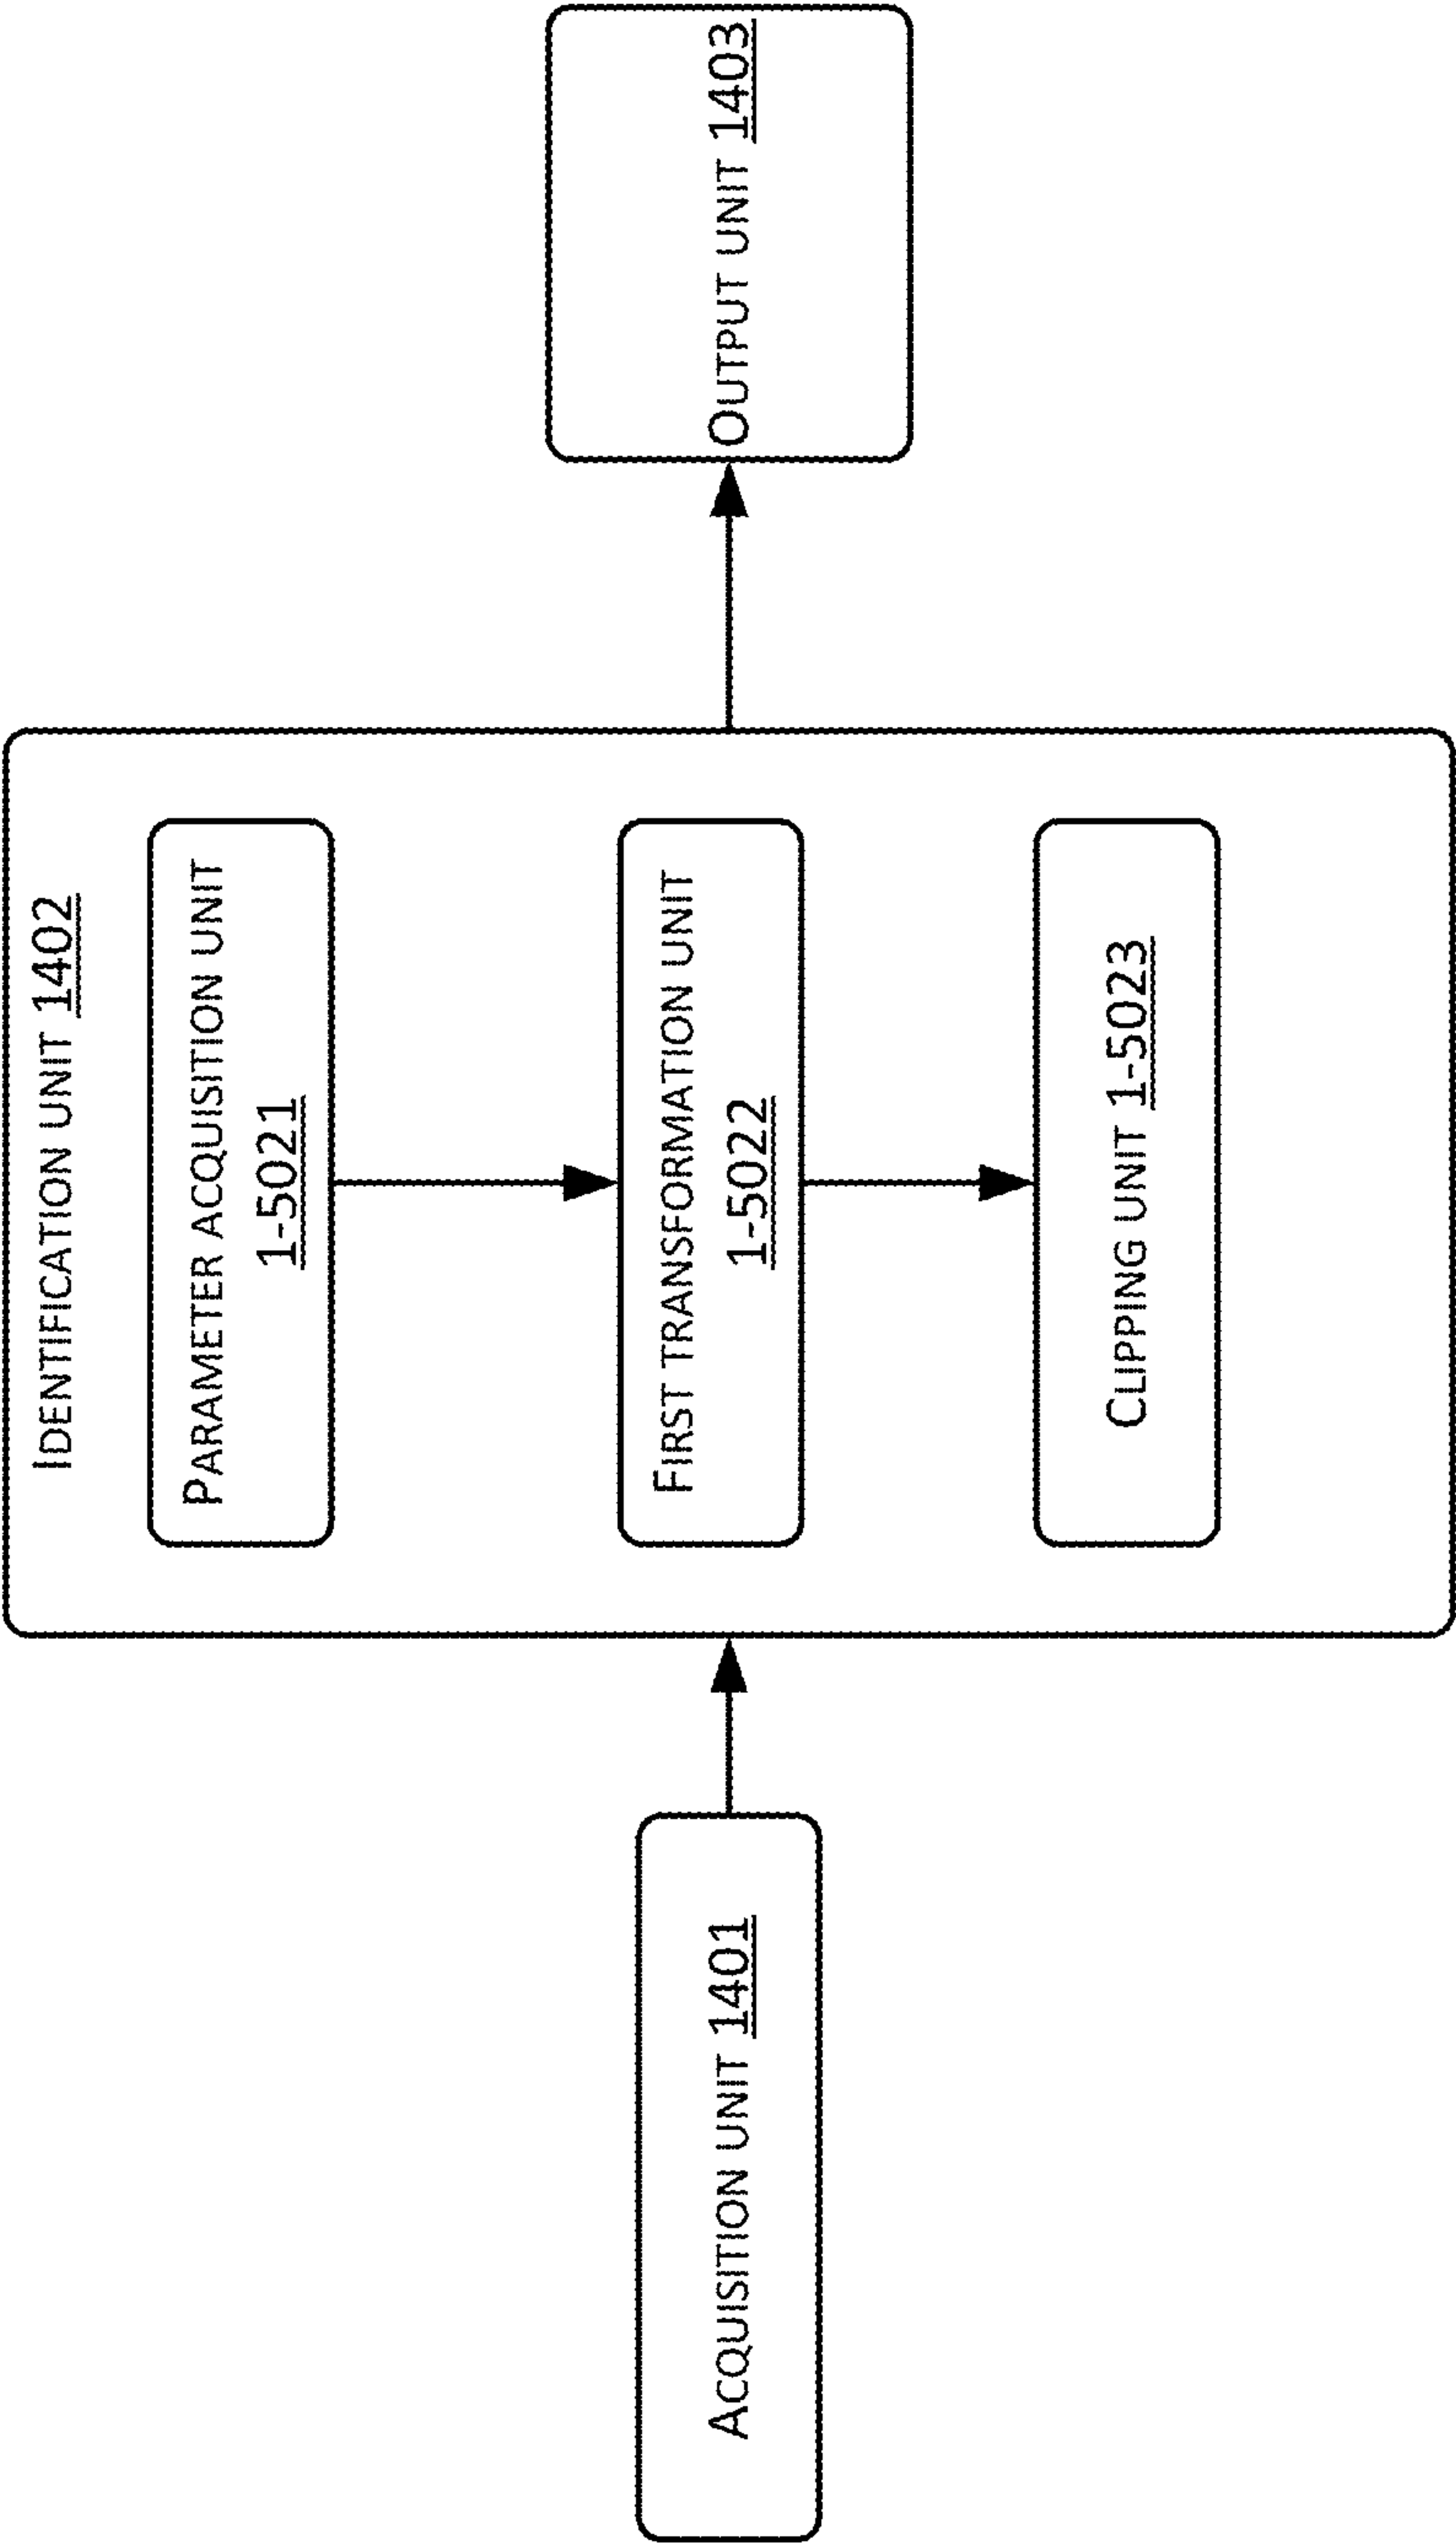 Acquisition unit 1401
Identification unit 1402
Parameter acquisition unit
1-5021
First transformation unit
1-5022
Clipping unit 1-5023
Output unit 1403